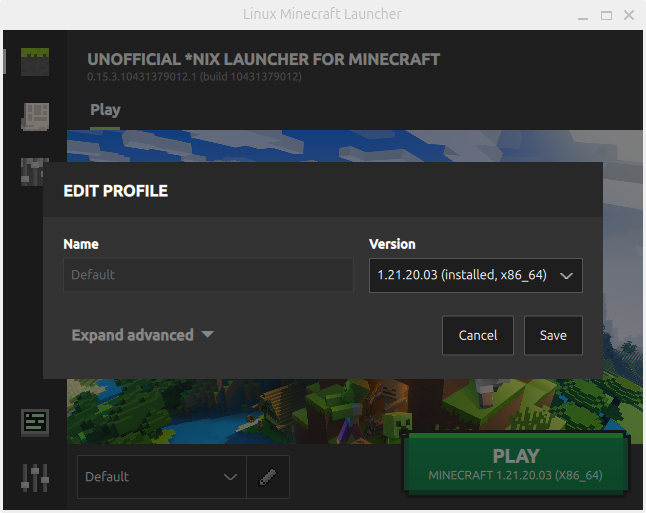 Linux Minecraft Launcher
UNOFFICIAL *NIX LAUNCHER FOR MINECRAFT
0.15.3.10431379012.1 (build 10431379012)
Play
EDIT PROFILE
Name
Version
Default
1.21.20.03 (installed, x86_64)
Expand advanced
Cancel
Save
Default
PLAY
MINECRAFT 1.21.20.03 (X86_64)